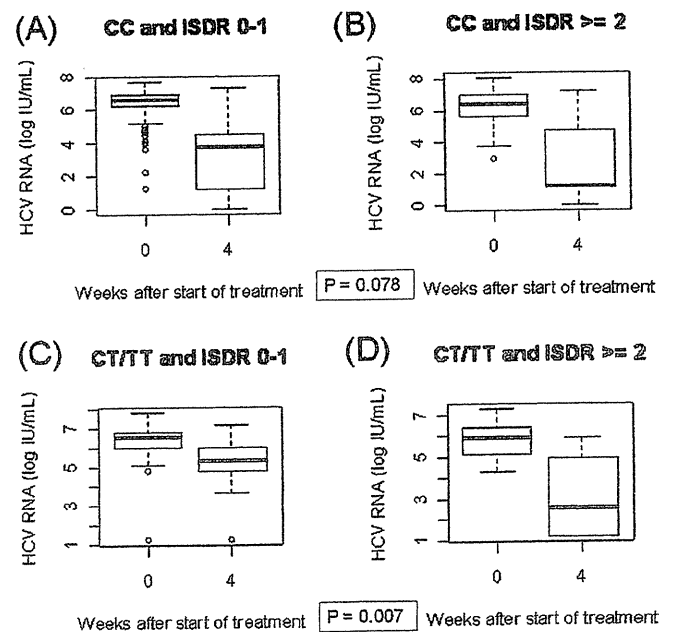 (A) CC and ISDR 0-1
HCV RNA (log IU/mL)
8
6
4
2
0
0 4
Weeks after start of treatment
(B) CC and ISDR >= 2
HCV RNA (log IU/mL)
8
6
4
2
0
0 4
Weeks after start of treatment
P = 0.078
(C) CT/TT and ISDR 0-1
HCV RNA (log IU/mL)
7
5
3
1
0 4
Weeks after start of treatment
(D) CT/TT and ISDR >= 2
HCV RNA (log IU/mL)
7
5
3
1
0 4
Weeks after start of treatment
P = 0.007